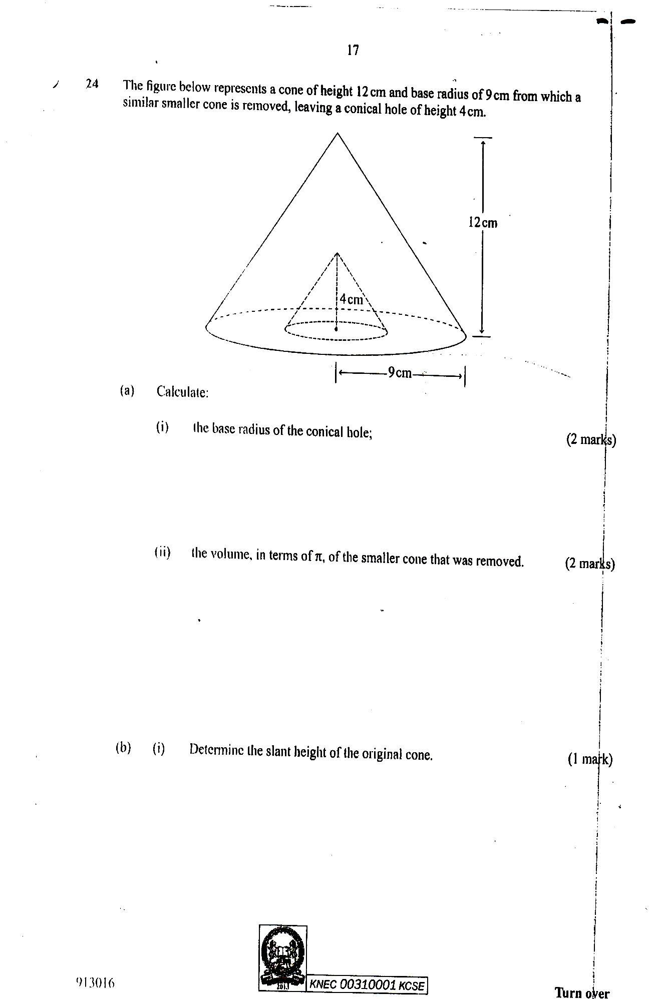 17
24 The figure below represents a cone of height 12 cm and base radius of 9 cm from which a
similar smaller cone is removed, leaving a conical hole of height 4 cm.
12 cm
4 cm
9 cm
(a) Calculate:
(i) the base radius of the conical hole; (2 marks)
(ii) the volume, in terms of π, of the smaller cone that was removed. (2 marks)
(b) (i) Determine the slant height of the original cone. (1 mark)
913016
2013
KNEC 00310001 KCSE
Turn over